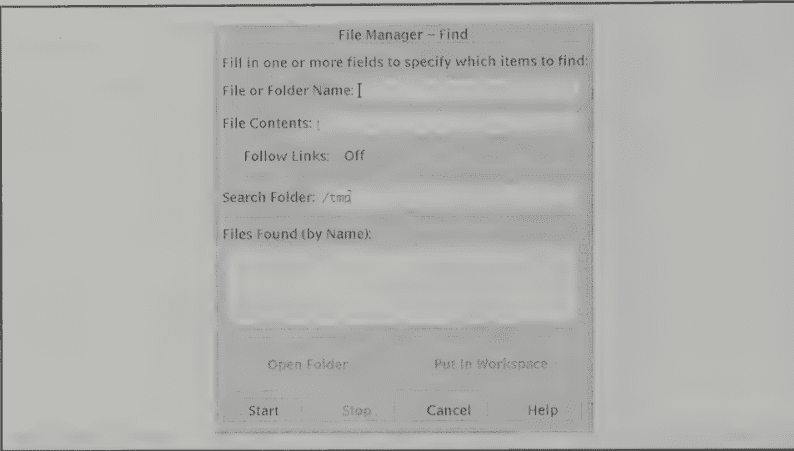 File Manager – Find
Fill in one or more fields to specify which items to find:
File or Folder Name:
File Contents:
Follow Links: Off
Search Folder: /tmp
Files Found (by Name):
Open Folder Put in Workspace
Start Stop Cancel Help